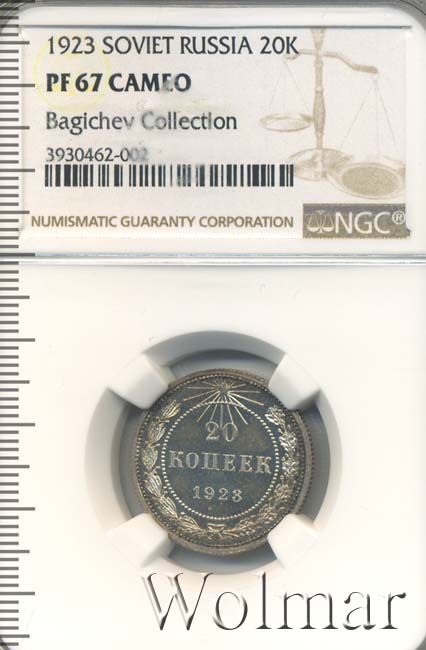 1923 SOVIET RUSSIA 20K
PF 67 CAMEO
Bagichev Collection
3930462-002
NUMISMATIC GUARANTY CORPORATION
NGC®
20
КОПЕЕК
1923
Wolmar